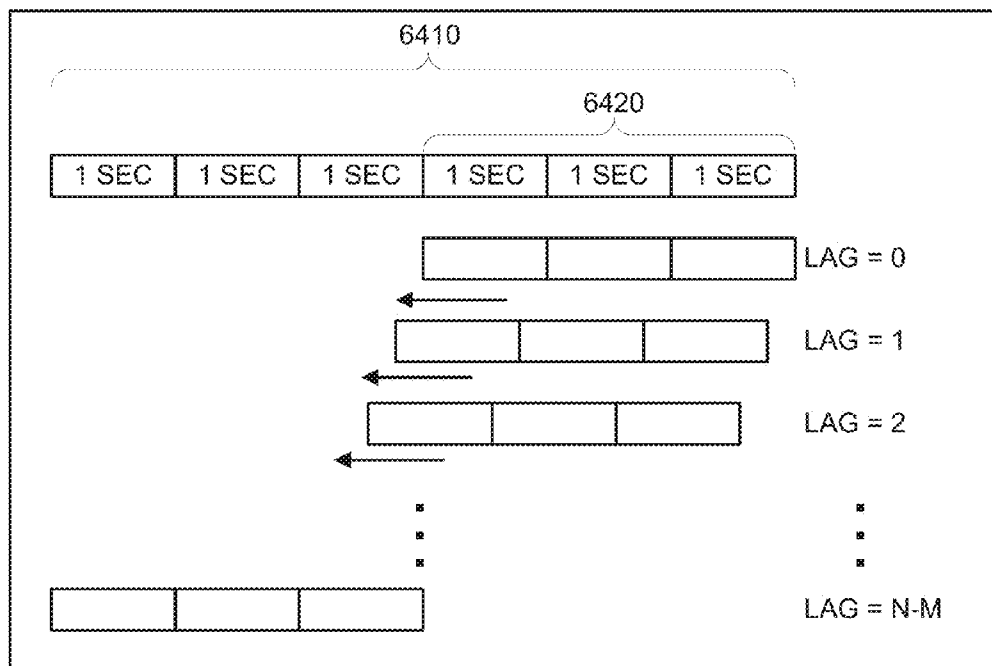 6410
6420
1 SEC 1 SEC 1 SEC 1 SEC 1 SEC 1 SEC
LAG = 0
LAG = 1
LAG = 2
LAG = N-M